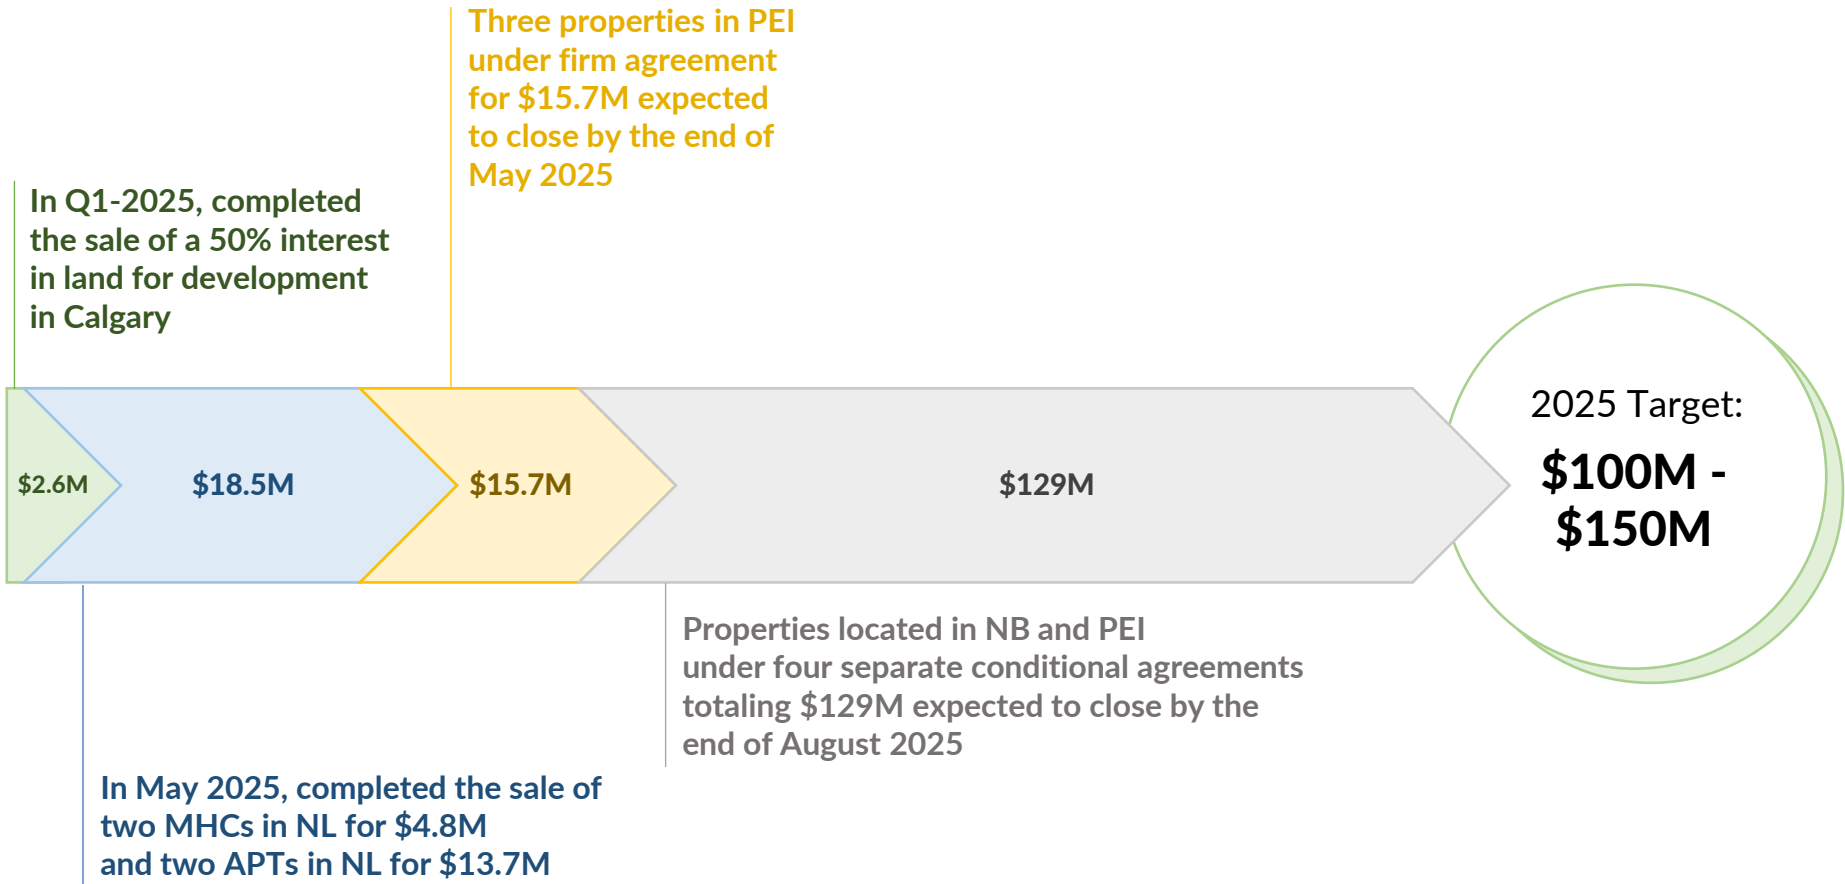 Three properties in PEI
under firm agreement
for $15.7M expected
to close by the end of
May 2025
In Q1-2025, completed
the sale of a 50% interest
in land for development
in Calgary
$2.6M
$18.5M
$15.7M
$129M
2025 Target:
$100M -
$150M
Properties located in NB and PEI
under four separate conditional agreements
totaling $129M expected to close by the
end of August 2025
In May 2025, completed the sale of
two MHCs in NL for $4.8M
and two APTs in NL for $13.7M